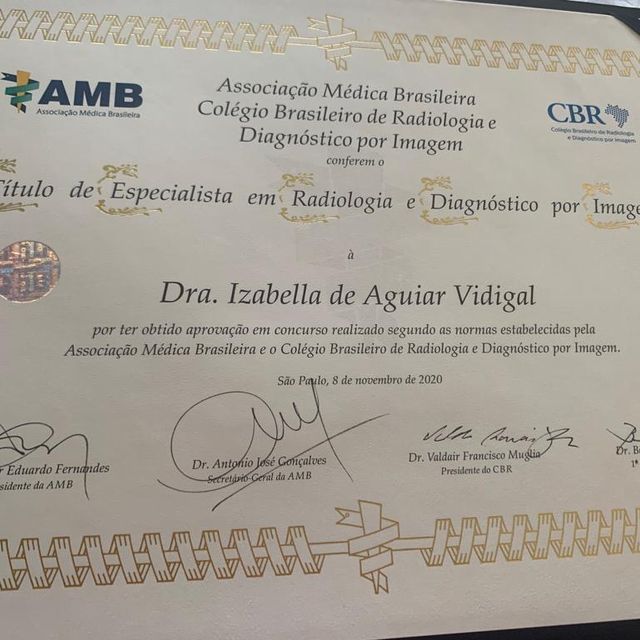 AMB
Associação Médica Brasileira
Associação Médica Brasileira
Colégio Brasileiro de Radiologia e
Diagnóstico por Imagem
conferem o
CBR
Colégio Brasileiro de Radiologia
e Diagnóstico por Imagem
Título de Especialista em Radiologia e Diagnóstico por Image
à
Dra. Izabella de Aguiar Vidigal
por ter obtido aprovação em concurso realizado segundo as normas estabelecidas pela
Associação Médica Brasileira e o Colégio Brasileiro de Radiologia e Diagnóstico por Imagem.
São Paulo, 8 de novembro de 2020
r Eduardo Fernandes
sidente da AMB
Dr. Antonio José Gonçalves
Secretário-Geral da AMB
Dr. Valdair Francisco Muglia
Presidente do CBR
Dr. B
1º